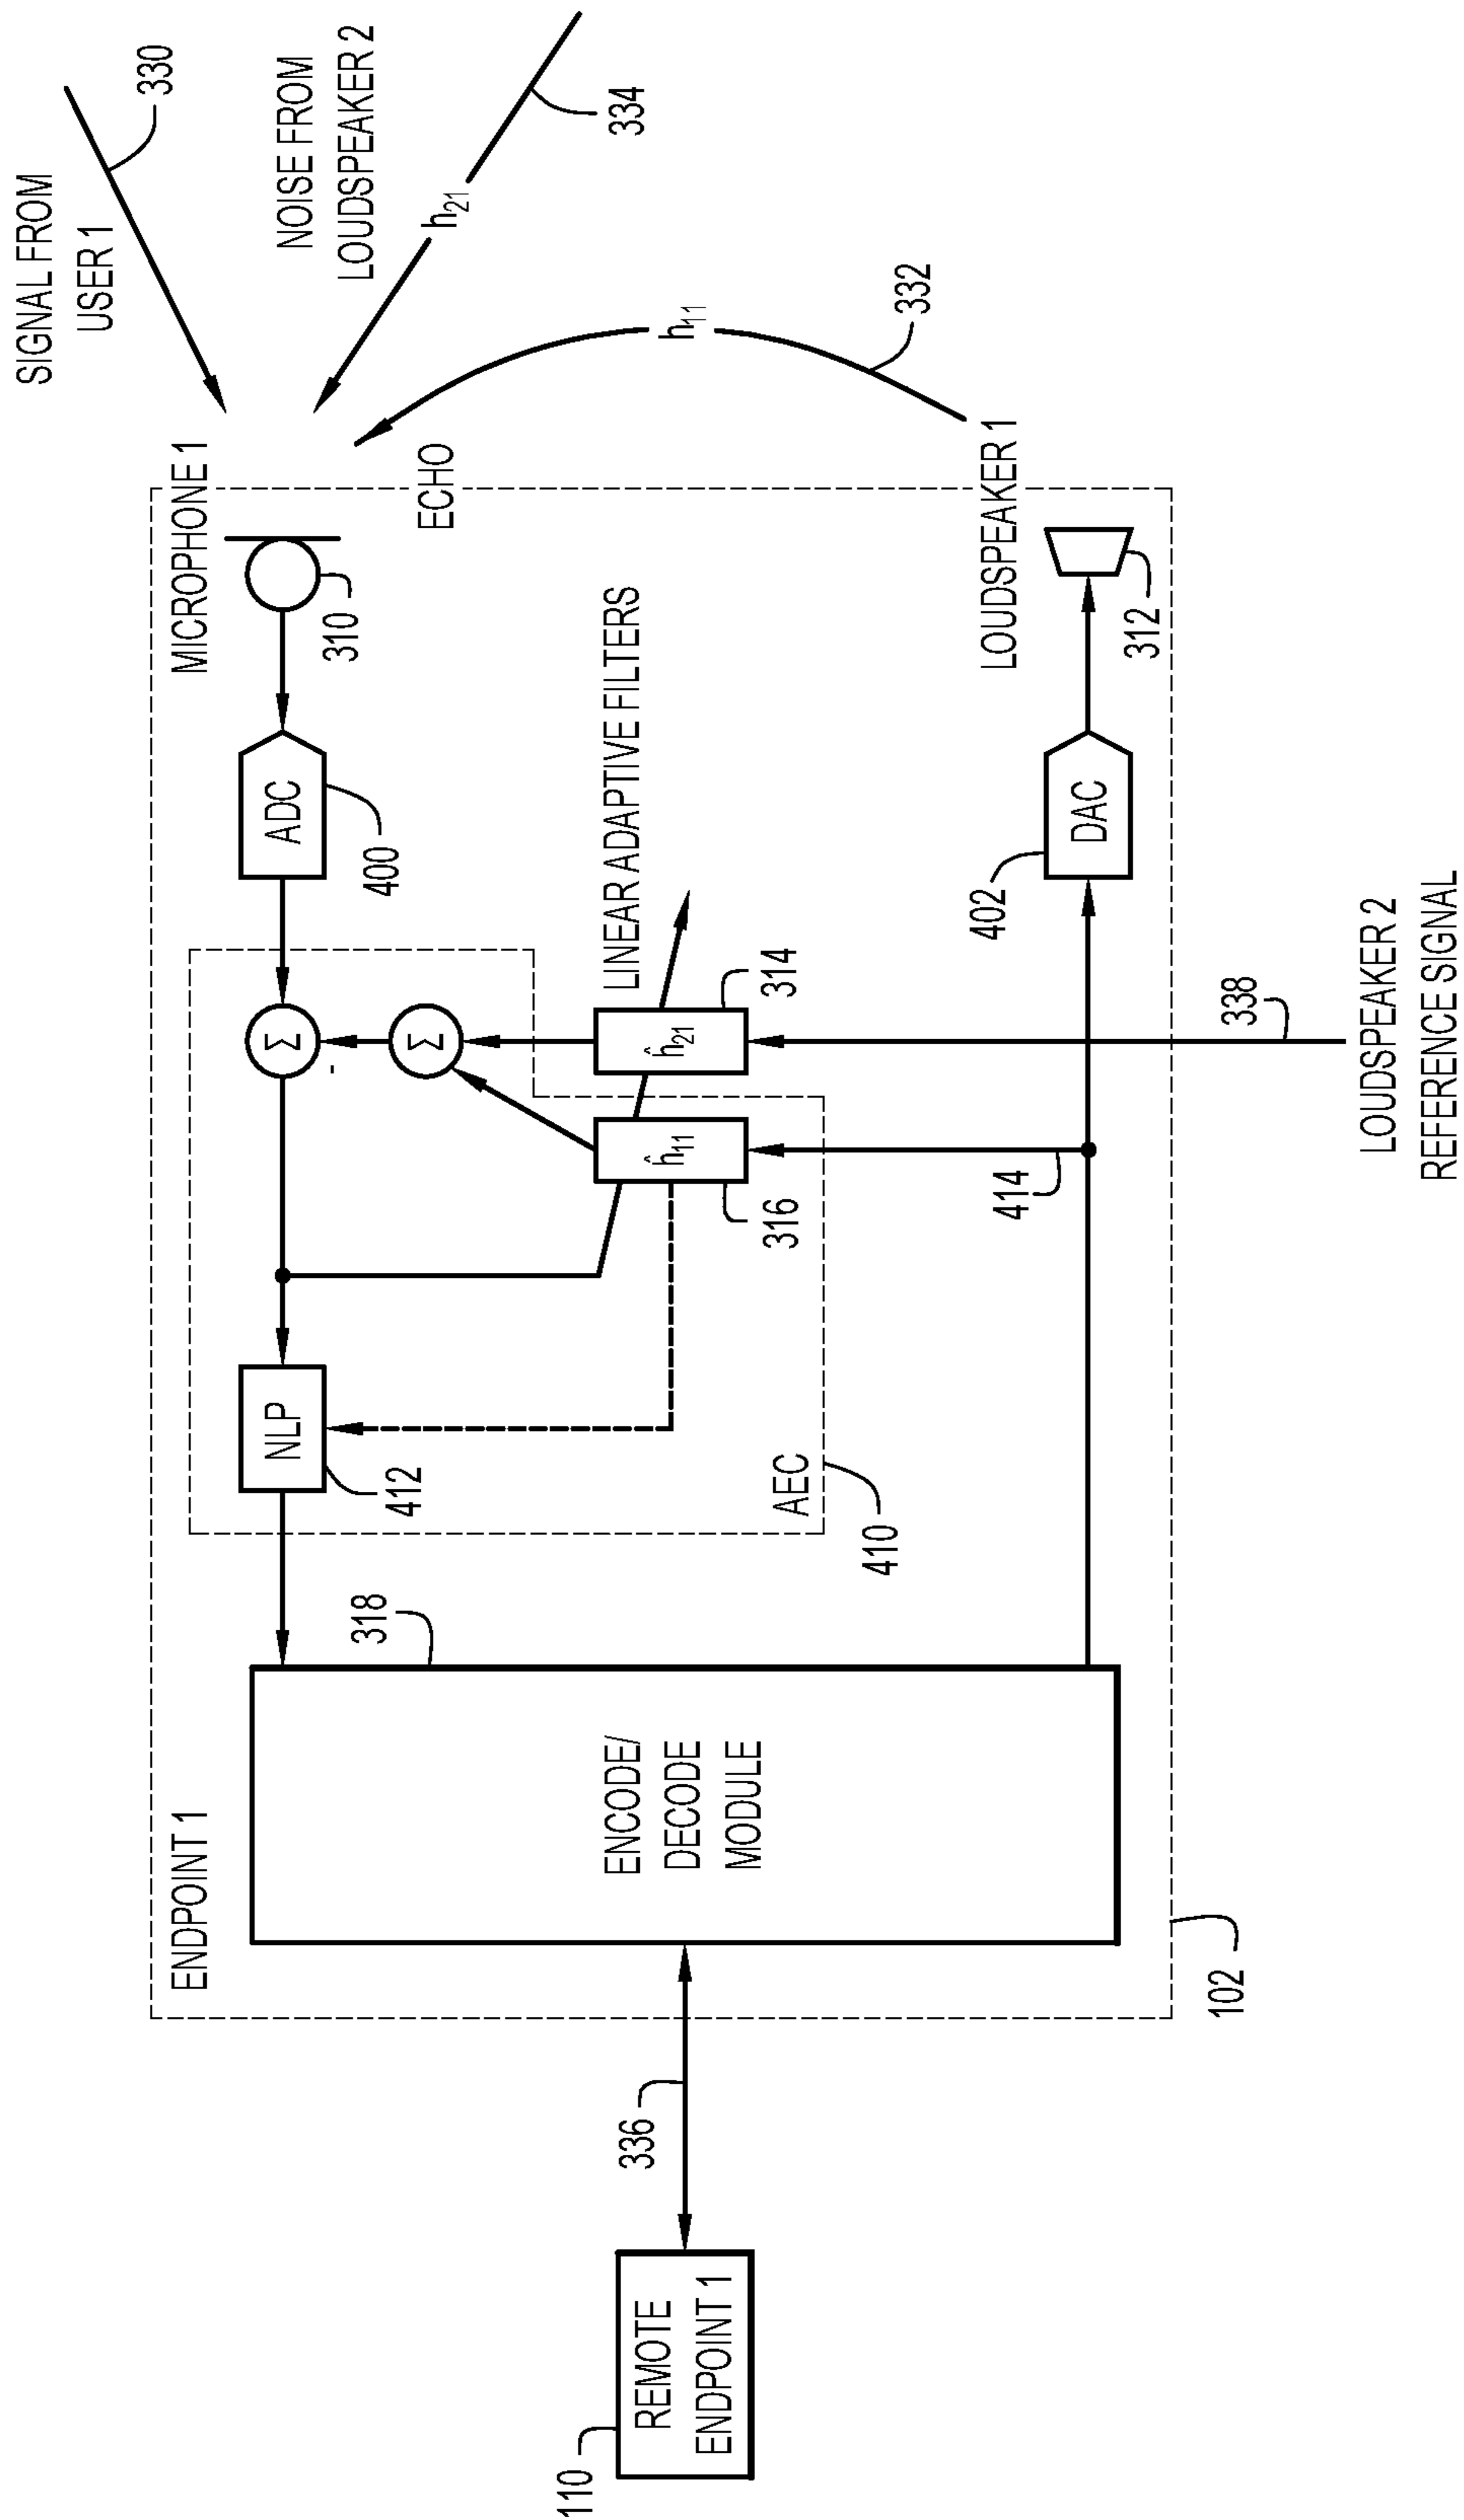 SIGNAL FROM
USER 1
330
NOISE FROM
LOUDSPEAKER 2
h21
334
h11
332
ENDPOINT 1
MICROPHONE 1
310
ECHO
ADC
400
Σ
Σ
-
NLP
412
318
LINEAR ADAPTIVE FILTERS
ĥ21
314
ĥ11
316
AEC
410
ENCODE/
DECODE
MODULE
336
REMOTE
ENDPOINT 1
110
LOUDSPEAKER 1
312
DAC
402
414
102
338
LOUDSPEAKER 2
REFERENCE SIGNAL